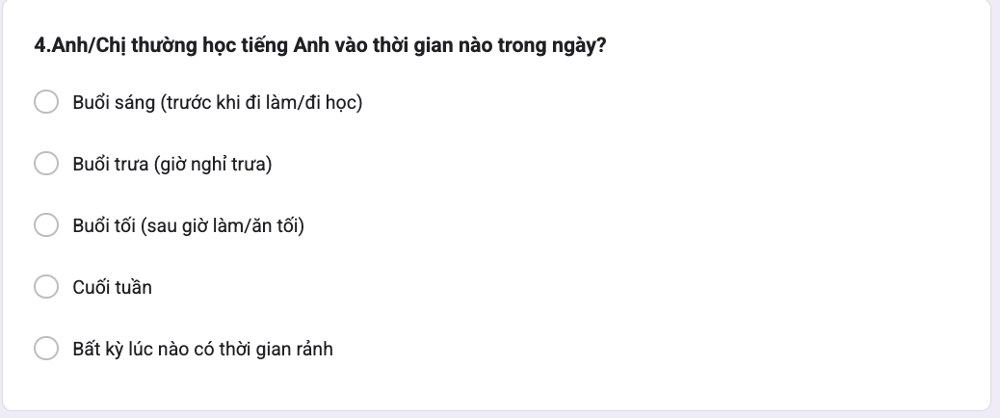 4.Anh/Chị thường học tiếng Anh vào thời gian nào trong ngày?
Buổi sáng (trước khi đi làm/đi học)
Buổi trưa (giờ nghỉ trưa)
Buổi tối (sau giờ làm/ăn tối)
Cuối tuần
Bất kỳ lúc nào có thời gian rảnh